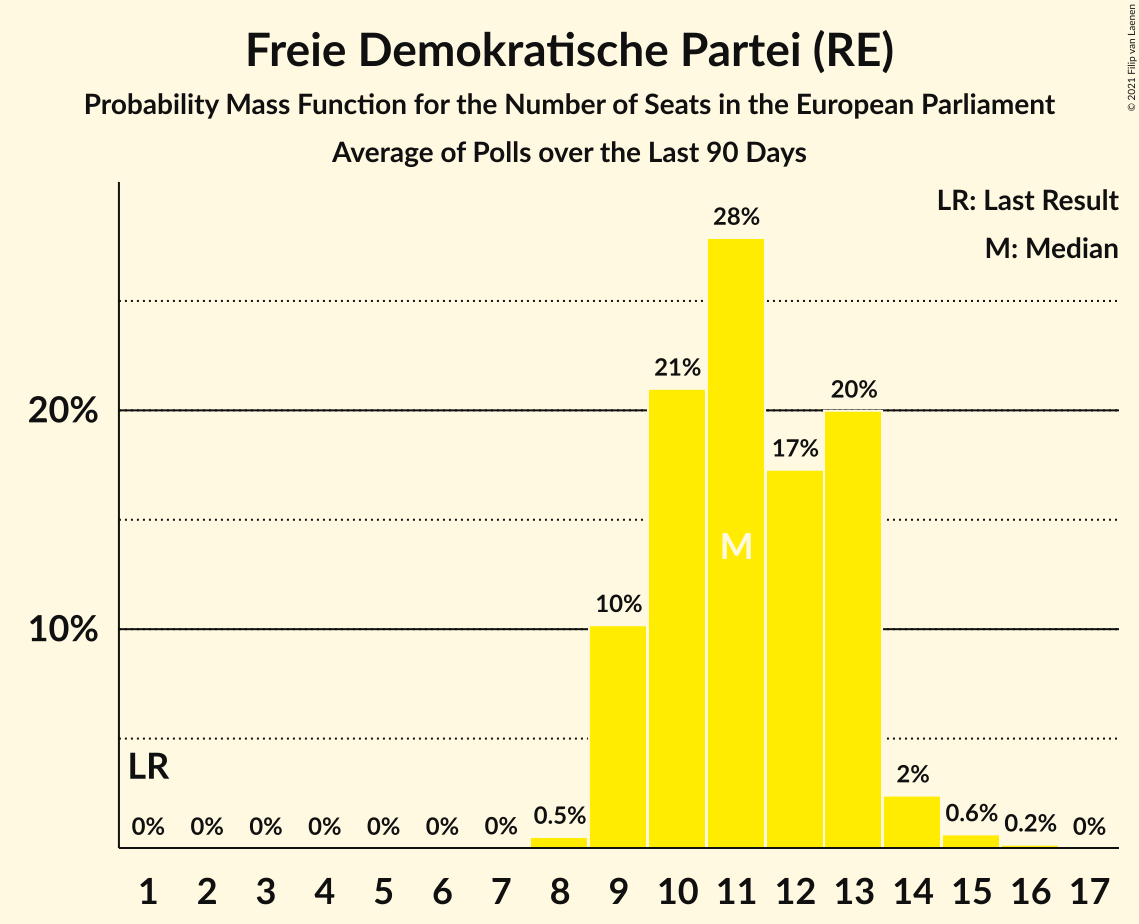 Freie Demokratische Partei (RE)
Probability Mass Function for the Number of Seats in the European Parliament
Average of Polls over the Last 90 Days
© 2021 Filip van Laenen
LR: Last Result
M: Median
28%
21%
20%
20%
17%
M
10%
10%
LR
2%
0% 0% 0% 0% 0% 0% 0% 0.5% 0.6% 0.2% 0%
1 2 3 4 5 6 7 8 9 10 11 12 13 14 15 16 17